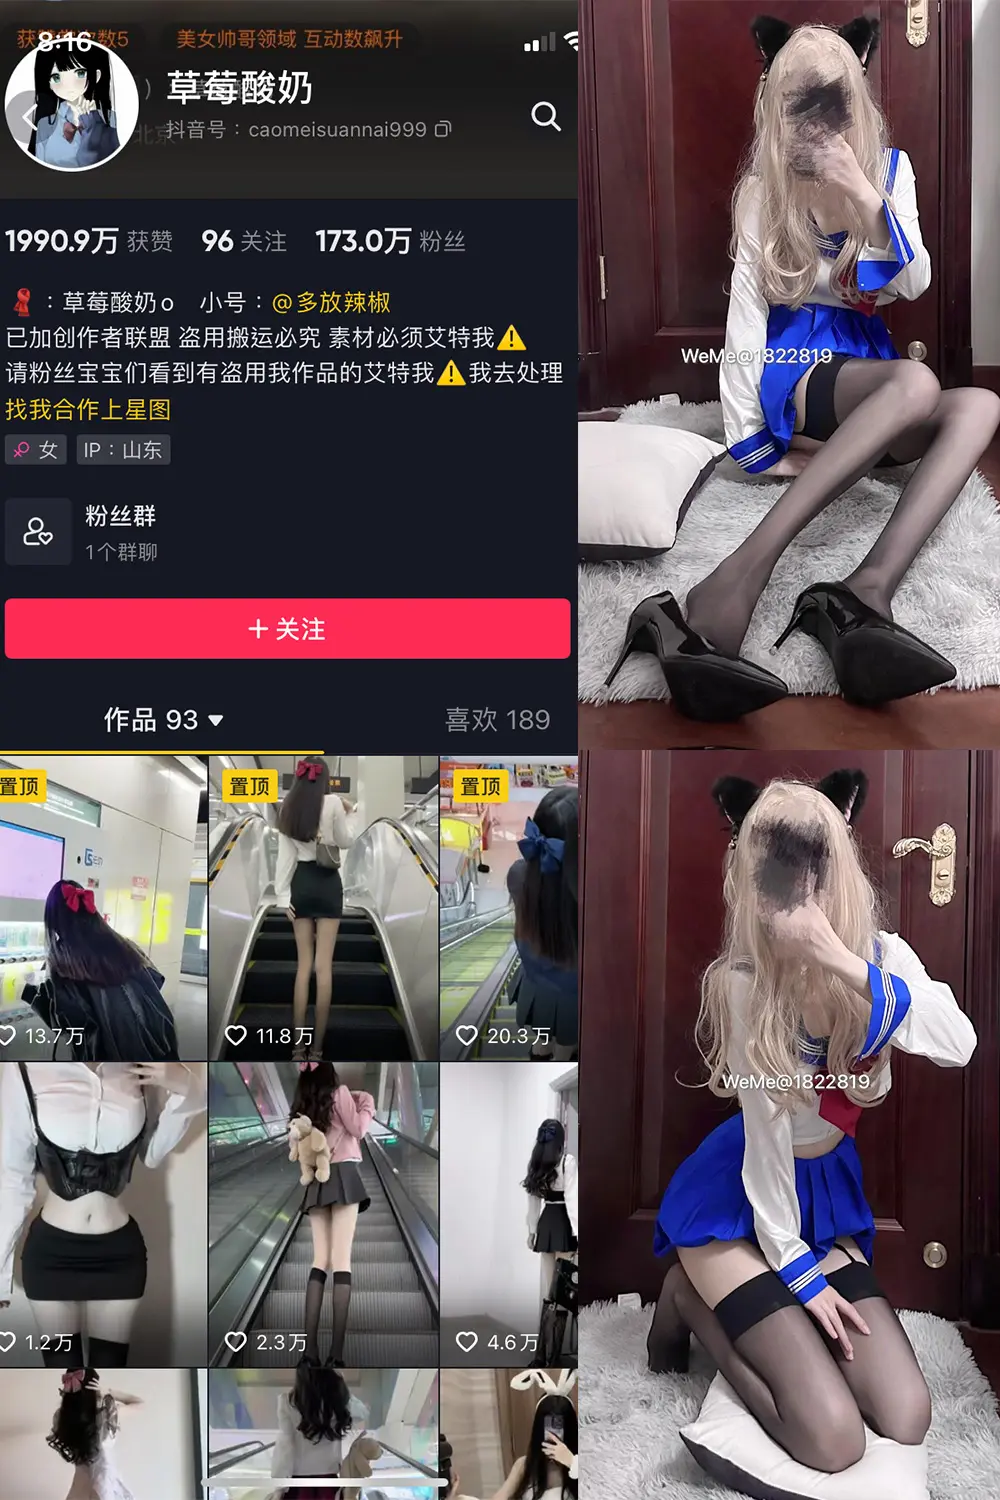 8:16
美女帅哥领域 互动数飙升
草莓酸奶
抖音号：caomeisuannai999
1990.9万 获赞 96 关注 173.0万 粉丝
：草莓酸奶o 小号：@多放辣椒
已加创作者联盟 盗用搬运必究 素材必须艾特我⚠️
请粉丝宝宝们看到有盗用我作品的艾特我⚠️我去处理
找我合作上星图
女 IP：山东
粉丝群
1个群聊
+ 关注
作品 93 喜欢 189
置顶 置顶 置顶
13.7万 11.8万 20.3万
1.2万 2.3万 4.6万
WeMe@1822819
WeMe@1822819